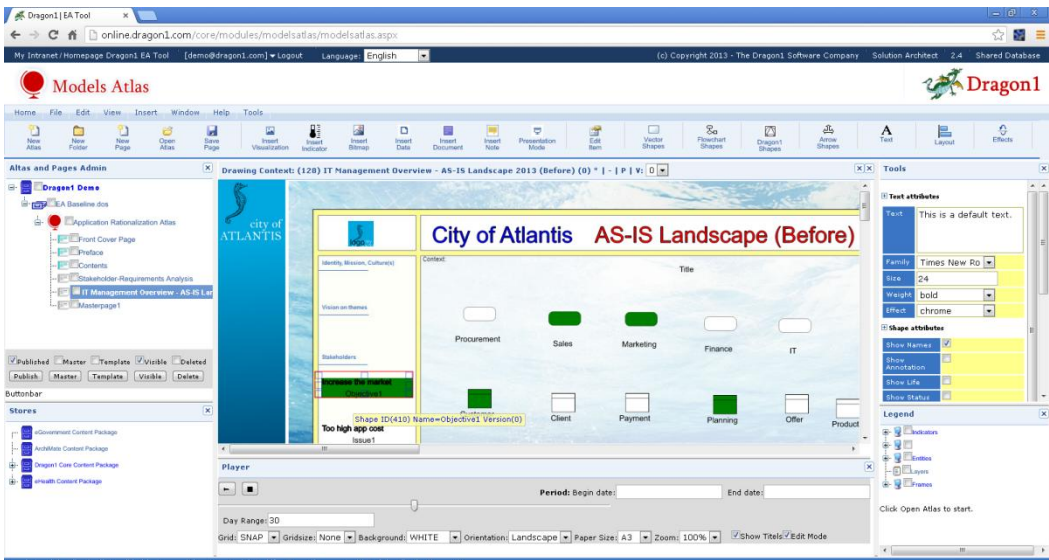 Dragon1 | EA Tool
online.dragon1.com/core/modules/modelsatlas/modelsatlas.aspx
My Intranet/Homepage Dragon1 EA Tool [demo@dragon1.com] Logout Language: English (c) Copyright 2013 - The Dragon1 Software Company Solution Architect 2.4 Shared Database
Models Atlas Dragon1
Home File Edit View Insert Window Help Tools
New Atlas
New Folder
New Page
Open Atlas
Save Page
Insert Visualization
Insert Indicator
Insert Bitmap
Insert Data
Insert Document
Insert Note
Presentation Mode
Edit Item
Vector Shapes
Flowchart Shapes
Dragon1 Shapes
Arrow Shapes
Text
Layout
Effects
Altas and Pages Admin
Dragon1 Demo
EA Baseline dos
Application Rationalization Atlas
Front Cover Page
Preface
Contents
Stakeholder-Requirements Analysis
IT Management Overview - AS-IS Lan
Masterpage1
Published Master Template Visible Deleted
Publish Master Template Visible Delete
Buttonbar
Stores
eGovernment Content Package
ArchiMate Content Package
Dragon1 Core Content Package
eHealth Content Package
Drawing Context: (128) IT Management Overview - AS-IS Landscape 2013 (Before) (0) * | - | P | V: 0
city of
ATLANTIS
logo
City of Atlantis AS-IS Landscape (Before)
Identity, Mission, Culture(s)
Context:
Title
Vision on themes
Procurement Sales Marketing Finance IT
Stakeholders
Increase the market
Objective1
Shape ID(410) Name=Objective1 Version(0)
Customer Client Payment Planning Offer Product
Too high app cost
Issue1
Player
Period: Begin date: End date:
Day Range: 30
Grid: SNAP Gridsize: None Background: WHITE Orientation: Landscape Paper Size: A3 Zoom: 100% Show Titels Edit Mode
Tools
Text attributes
Text This is a default text.
Family Times New Ro
Size 24
Weight bold
Effect chrome
Shape attributes
Show Names
Show Annotation
Show Life
Show Status
Legend
Indicators
Entities
Layers
Frames
Click Open Atlas to start.